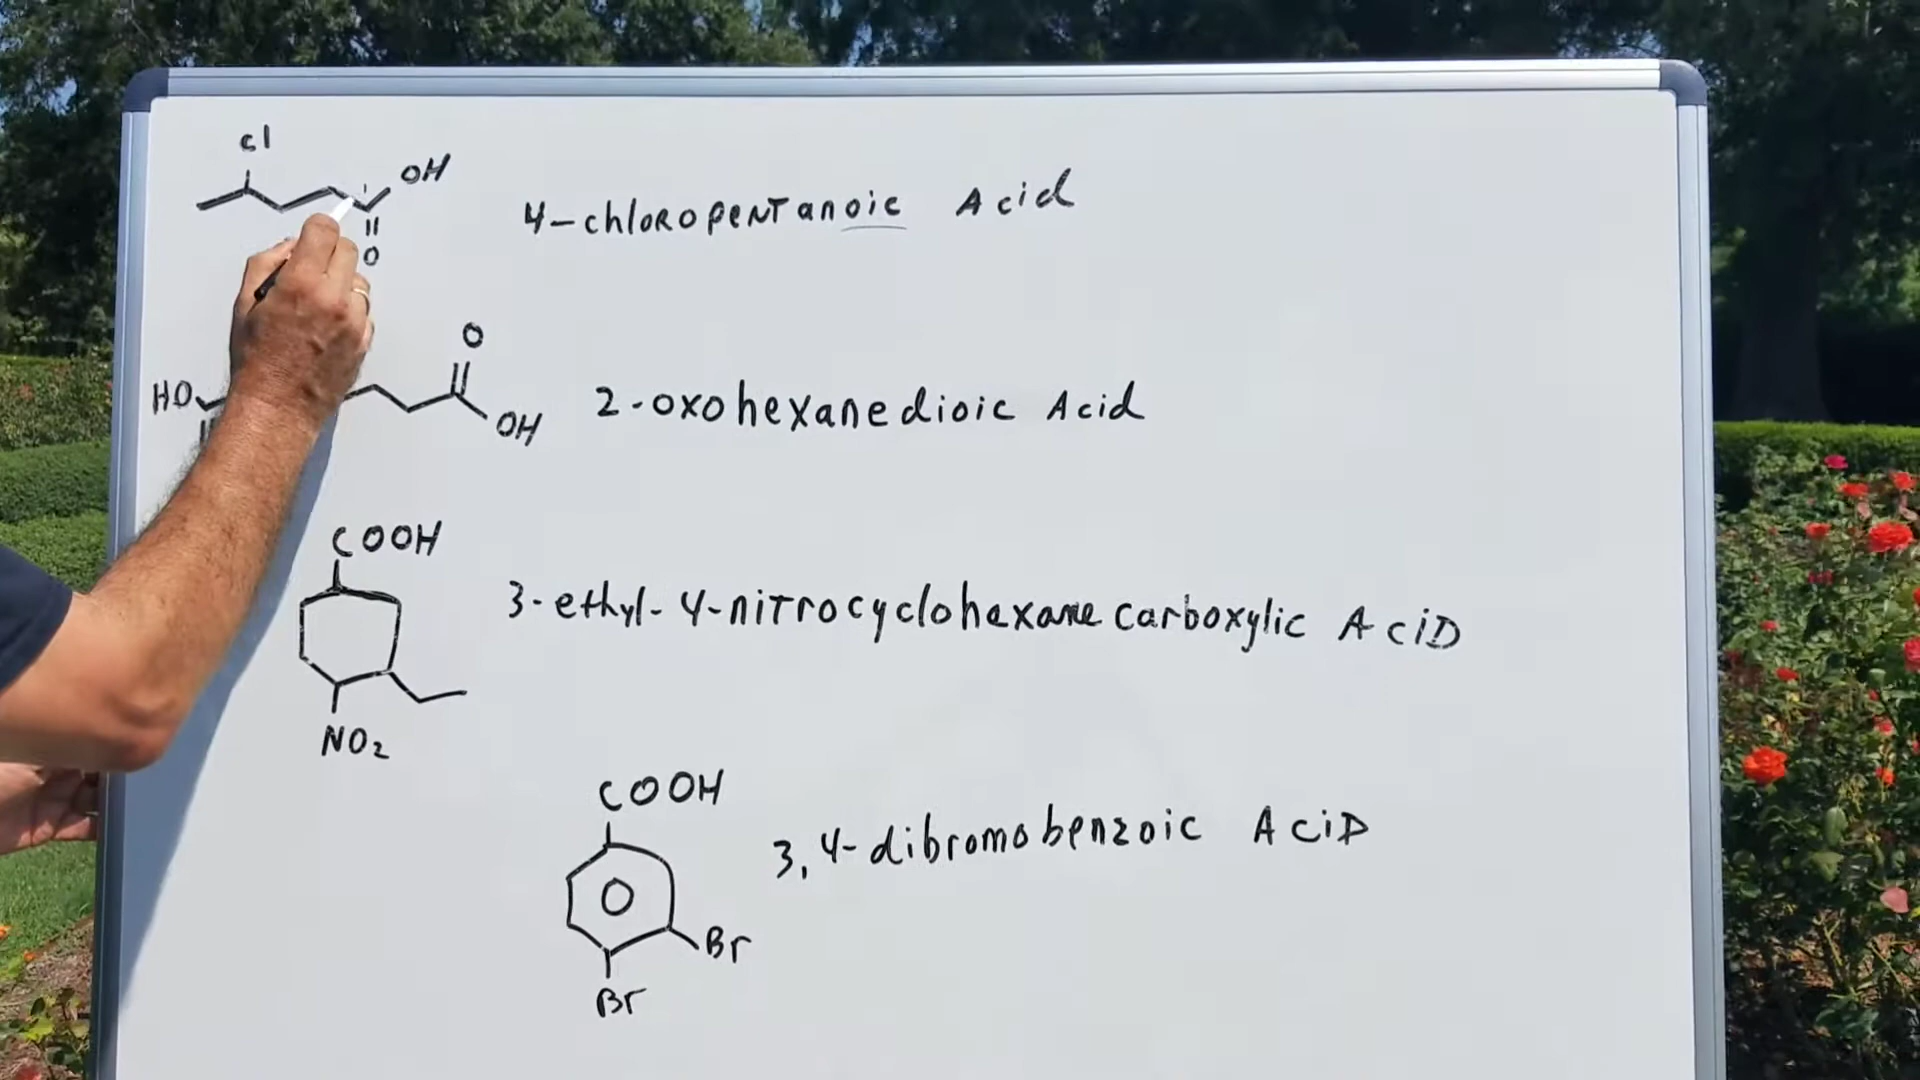 Cl
OH
O
4-chloropentanoic Acid
O
HO
OH
2-oxohexanedioic Acid
COOH
3-ethyl-4-nitrocyclohexane carboxylic AciD
NO2
COOH
3,4-dibromobenzoic AciD
Br
Br